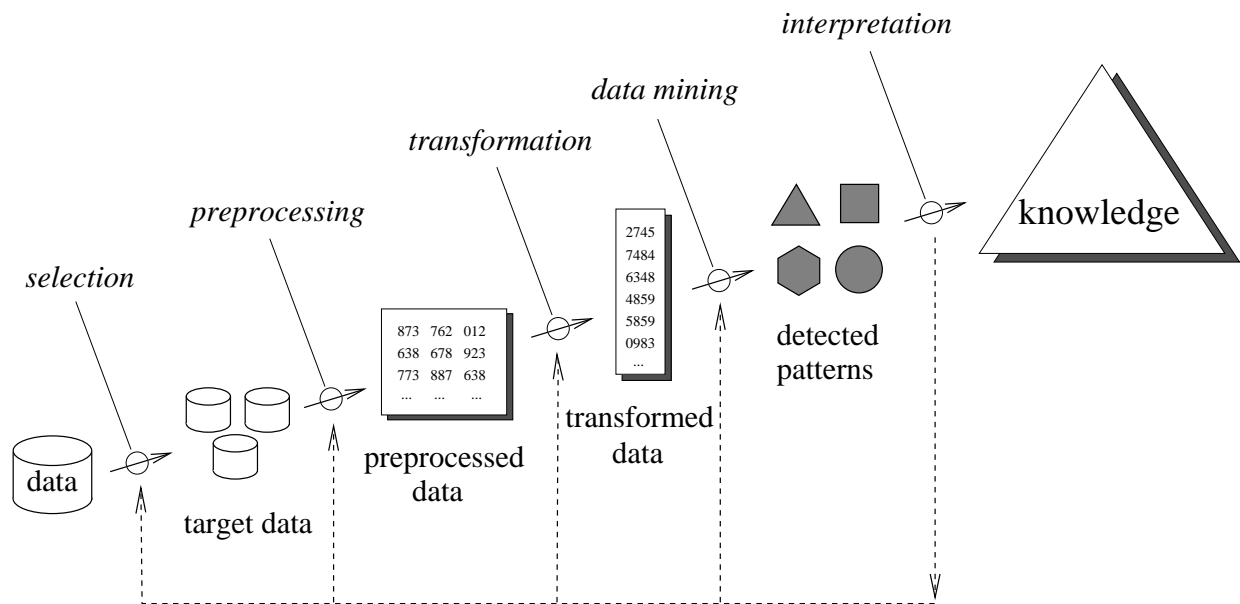 interpretation
data mining
transformation
preprocessing
selection
data
target data
873 762 012
638 678 923
773 887 638
... ... ...
preprocessed
data
2745
7484
6348
4859
5859
0983
...
transformed
data
detected
patterns
knowledge